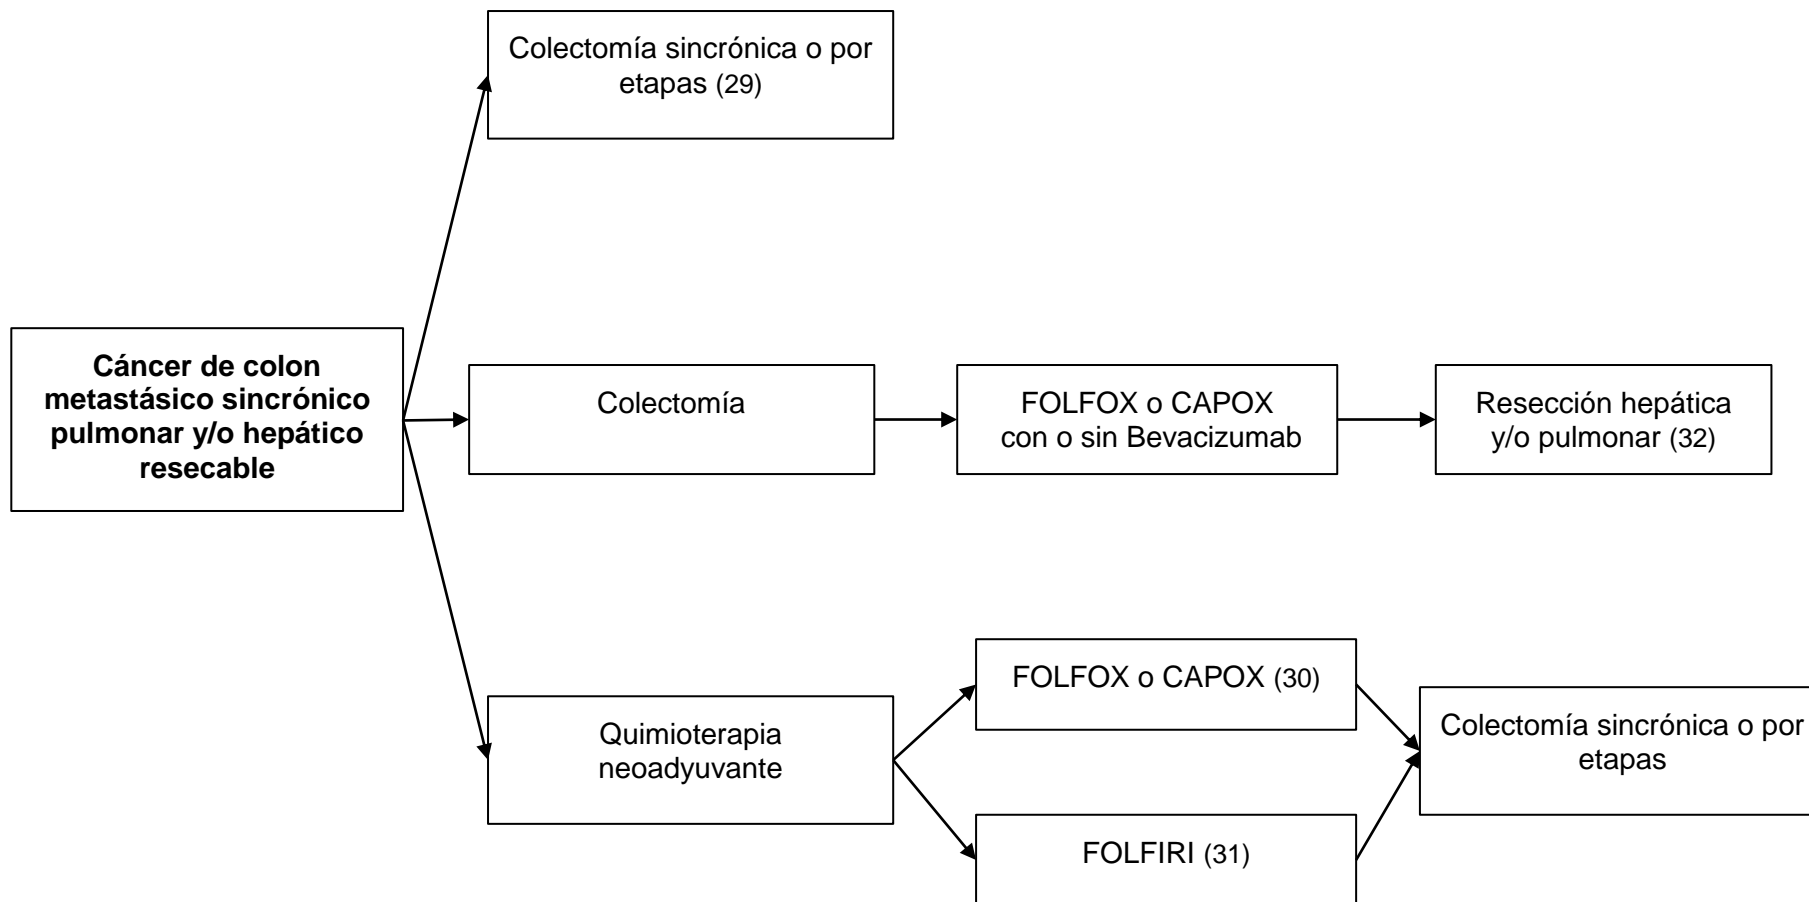 Colectomía sincrónica o por
etapas (29)
Cáncer de colon
metastásico sincrónico
pulmonar y/o hepático
resecable
Colectomía
FOLFOX o CAPOX
con o sin Bevacizumab
Resección hepática
y/o pulmonar (32)
Quimioterapia
neoadyuvante
FOLFOX o CAPOX (30)
FOLFIRI (31)
Colectomía sincrónica o por
etapas